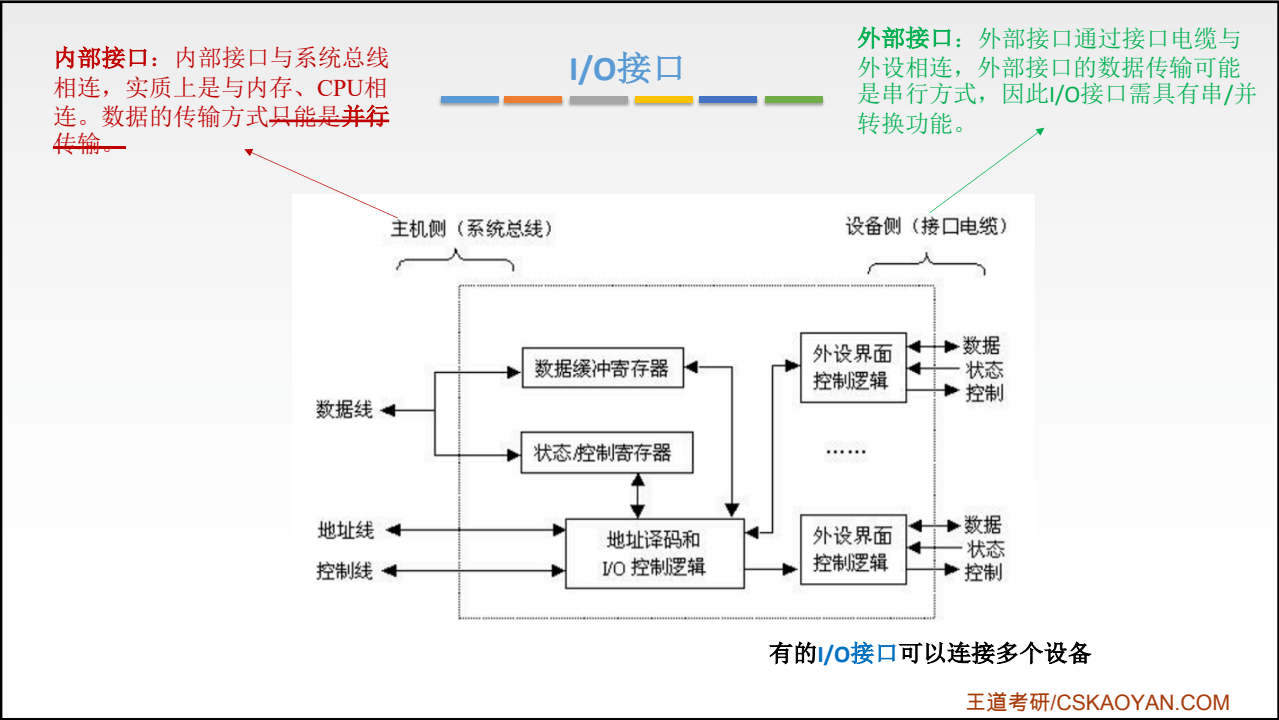 内部接口：内部接口与系统总线
相连，实质上是与内存、CPU相
连。数据的传输方式只能是并行
传输。
I/O接口
外部接口：外部接口通过接口电缆与
外设相连，外部接口的数据传输可能
是串行方式，因此I/O接口需具有串/并
转换功能。
主机侧（系统总线）
设备侧（接口电缆）
数据缓冲寄存器
外设界面
控制逻辑
数据
状态
控制
数据线
状态/控制寄存器
……
地址线
控制线
地址译码和
I/O 控制逻辑
外设界面
控制逻辑
数据
状态
控制
有的I/O接口可以连接多个设备
王道考研/CSKAOYAN.COM